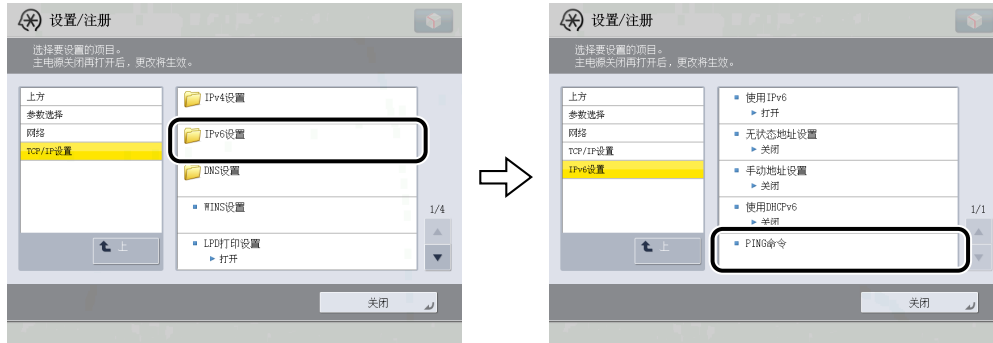 设置/注册
选择要设置的项目。
主电源关闭再打开后，更改将生效。
上方
参数选择
网络
TCP/IP设置
上
IPv4设置
IPv6设置
DNS设置
WINS设置
LPD打印设置
打开
1/4
关闭
设置/注册
选择要设置的项目。
主电源关闭再打开后，更改将生效。
上方
参数选择
网络
TCP/IP设置
IPv6设置
上
使用IPv6
打开
无状态地址设置
关闭
手动地址设置
关闭
使用DHCPv6
关闭
PING命令
1/1
关闭